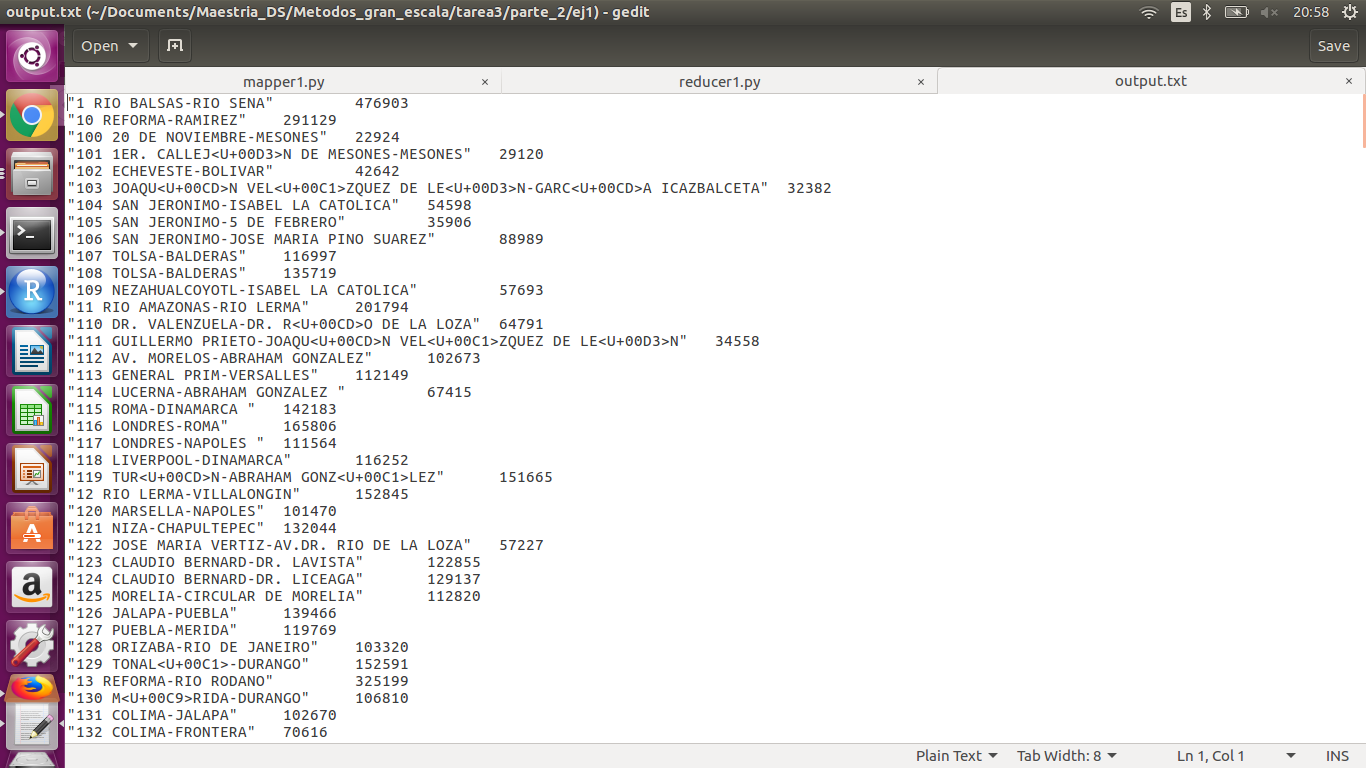 output.txt (~/Documents/Maestria_DS/Metodos_gran_escala/tarea3/parte_2/ej1) - gedit
Es
20:58
Open
Save
mapper1.py ×
reducer1.py ×
output.txt ×
"1 RIO BALSAS-RIO SENA" 476903
"10 REFORMA-RAMIREZ" 291129
"100 20 DE NOVIEMBRE-MESONES" 22924
"101 1ER. CALLEJ<U+00D3>N DE MESONES-MESONES" 29120
"102 ECHEVESTE-BOLIVAR" 42642
"103 JOAQU<U+00CD>N VEL<U+00C1>ZQUEZ DE LE<U+00D3>N-GARC<U+00CD>A ICAZBALCETA" 32382
"104 SAN JERONIMO-ISABEL LA CATOLICA" 54598
"105 SAN JERONIMO-5 DE FEBRERO" 35906
"106 SAN JERONIMO-JOSE MARIA PINO SUAREZ" 88989
"107 TOLSA-BALDERAS" 116997
"108 TOLSA-BALDERAS" 135719
"109 NEZAHUALCOYOTL-ISABEL LA CATOLICA" 57693
"11 RIO AMAZONAS-RIO LERMA" 201794
"110 DR. VALENZUELA-DR. R<U+00CD>O DE LA LOZA" 64791
"111 GUILLERMO PRIETO-JOAQU<U+00CD>N VEL<U+00C1>ZQUEZ DE LE<U+00D3>N" 34558
"112 AV. MORELOS-ABRAHAM GONZALEZ" 102673
"113 GENERAL PRIM-VERSALLES" 112149
"114 LUCERNA-ABRAHAM GONZALEZ " 67415
"115 ROMA-DINAMARCA " 142183
"116 LONDRES-ROMA" 165806
"117 LONDRES-NAPOLES " 111564
"118 LIVERPOOL-DINAMARCA" 116252
"119 TUR<U+00CD>N-ABRAHAM GONZ<U+00C1>LEZ" 151665
"12 RIO LERMA-VILLALONGIN" 152845
"120 MARSELLA-NAPOLES" 101470
"121 NIZA-CHAPULTEPEC" 132044
"122 JOSE MARIA VERTIZ-AV.DR. RIO DE LA LOZA" 57227
"123 CLAUDIO BERNARD-DR. LAVISTA" 122855
"124 CLAUDIO BERNARD-DR. LICEAGA" 129137
"125 MORELIA-CIRCULAR DE MORELIA" 112820
"126 JALAPA-PUEBLA" 139466
"127 PUEBLA-MERIDA" 119769
"128 ORIZABA-RIO DE JANEIRO" 103320
"129 TONAL<U+00C1>-DURANGO" 152591
"13 REFORMA-RIO RODANO" 325199
"130 M<U+00C9>RIDA-DURANGO" 106810
"131 COLIMA-JALAPA" 102670
"132 COLIMA-FRONTERA" 70616
Plain Text
Tab Width: 8
Ln 1, Col 1
INS